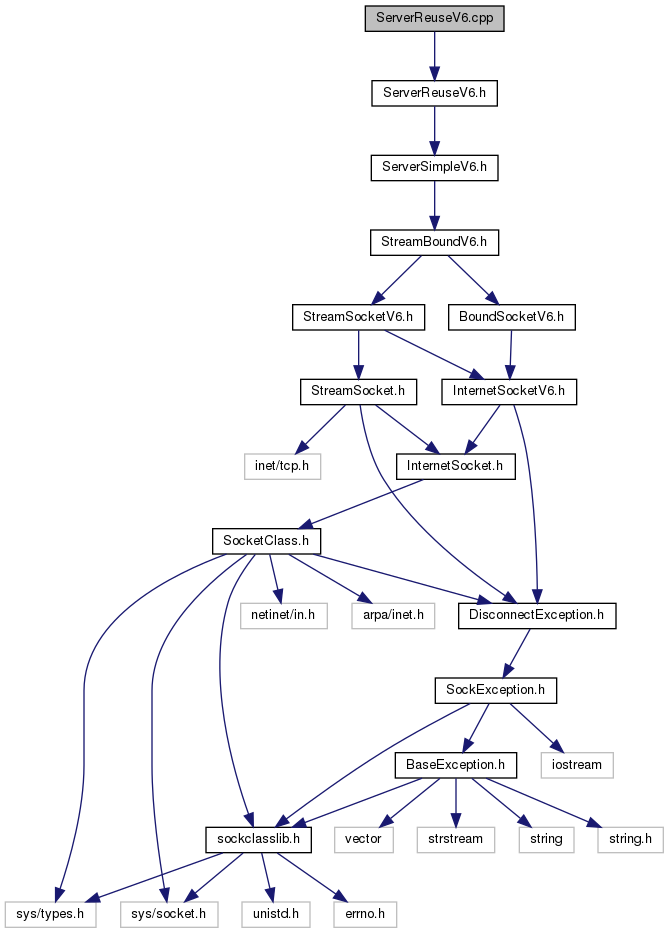 ServerReuseV6.cpp
ServerReuseV6.h
ServerSimpleV6.h
StreamBoundV6.h
StreamSocketV6.h
BoundSocketV6.h
StreamSocket.h
InternetSocketV6.h
inet/tcp.h
InternetSocket.h
SocketClass.h
netinet/in.h
arpa/inet.h
DisconnectException.h
SockException.h
BaseException.h
iostream
sockclasslib.h
vector
strstream
string
string.h
sys/types.h
sys/socket.h
unistd.h
errno.h